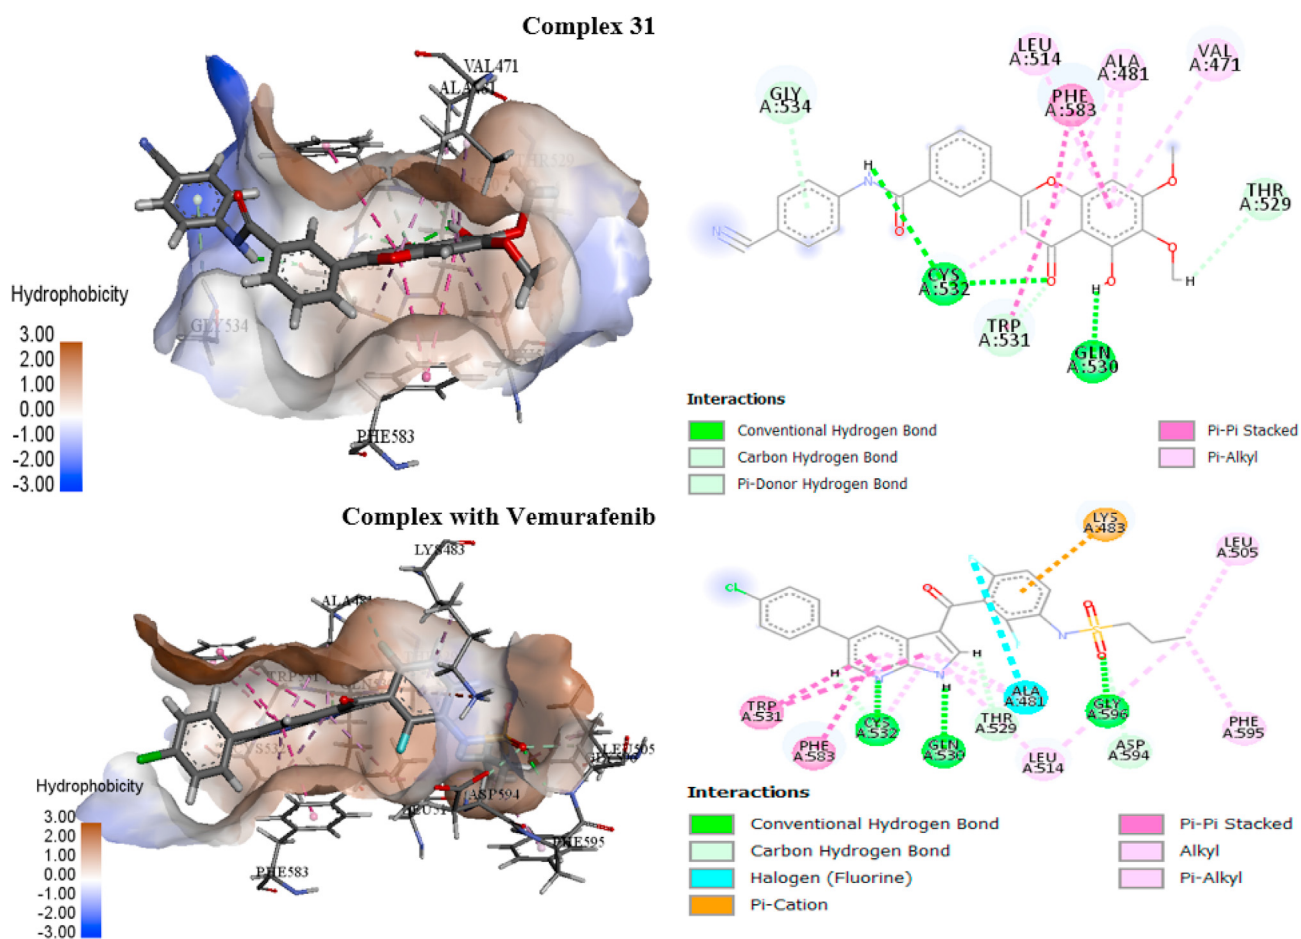 Complex 31
VAL471
ALA481
THR529
GLY534
PHE583
Hydrophobicity
3.00
2.00
1.00
0.00
-1.00
-2.00
-3.00
LEU
A:514
ALA
A:481
VAL
A:471
GLY
A:534
PHE
A:583
THR
A:529
H
N
O
O
O
O
N
CYS
A:532
O
O
H
O
H
TRP
A:531
GLN
A:530
Interactions
Conventional Hydrogen Bond
Carbon Hydrogen Bond
Pi-Donor Hydrogen Bond
Pi-Pi Stacked
Pi-Alkyl
Complex with Vemurafenib
LYS483
ALA481
TRP531
LEU505
ASP594
PHE595
PHE583
Hydrophobicity
3.00
2.00
1.00
0.00
-1.00
-2.00
-3.00
LYS
A:483
LEU
A:505
Cl
O
F
O
S
O
N
F
H
H
N
N
H
TRP
A:531
PHE
A:583
CYS
A:532
GLN
A:530
THR
A:529
ALA
A:481
LEU
A:514
GLY
A:596
ASP
A:594
PHE
A:595
Interactions
Conventional Hydrogen Bond
Carbon Hydrogen Bond
Halogen (Fluorine)
Pi-Cation
Pi-Pi Stacked
Alkyl
Pi-Alkyl